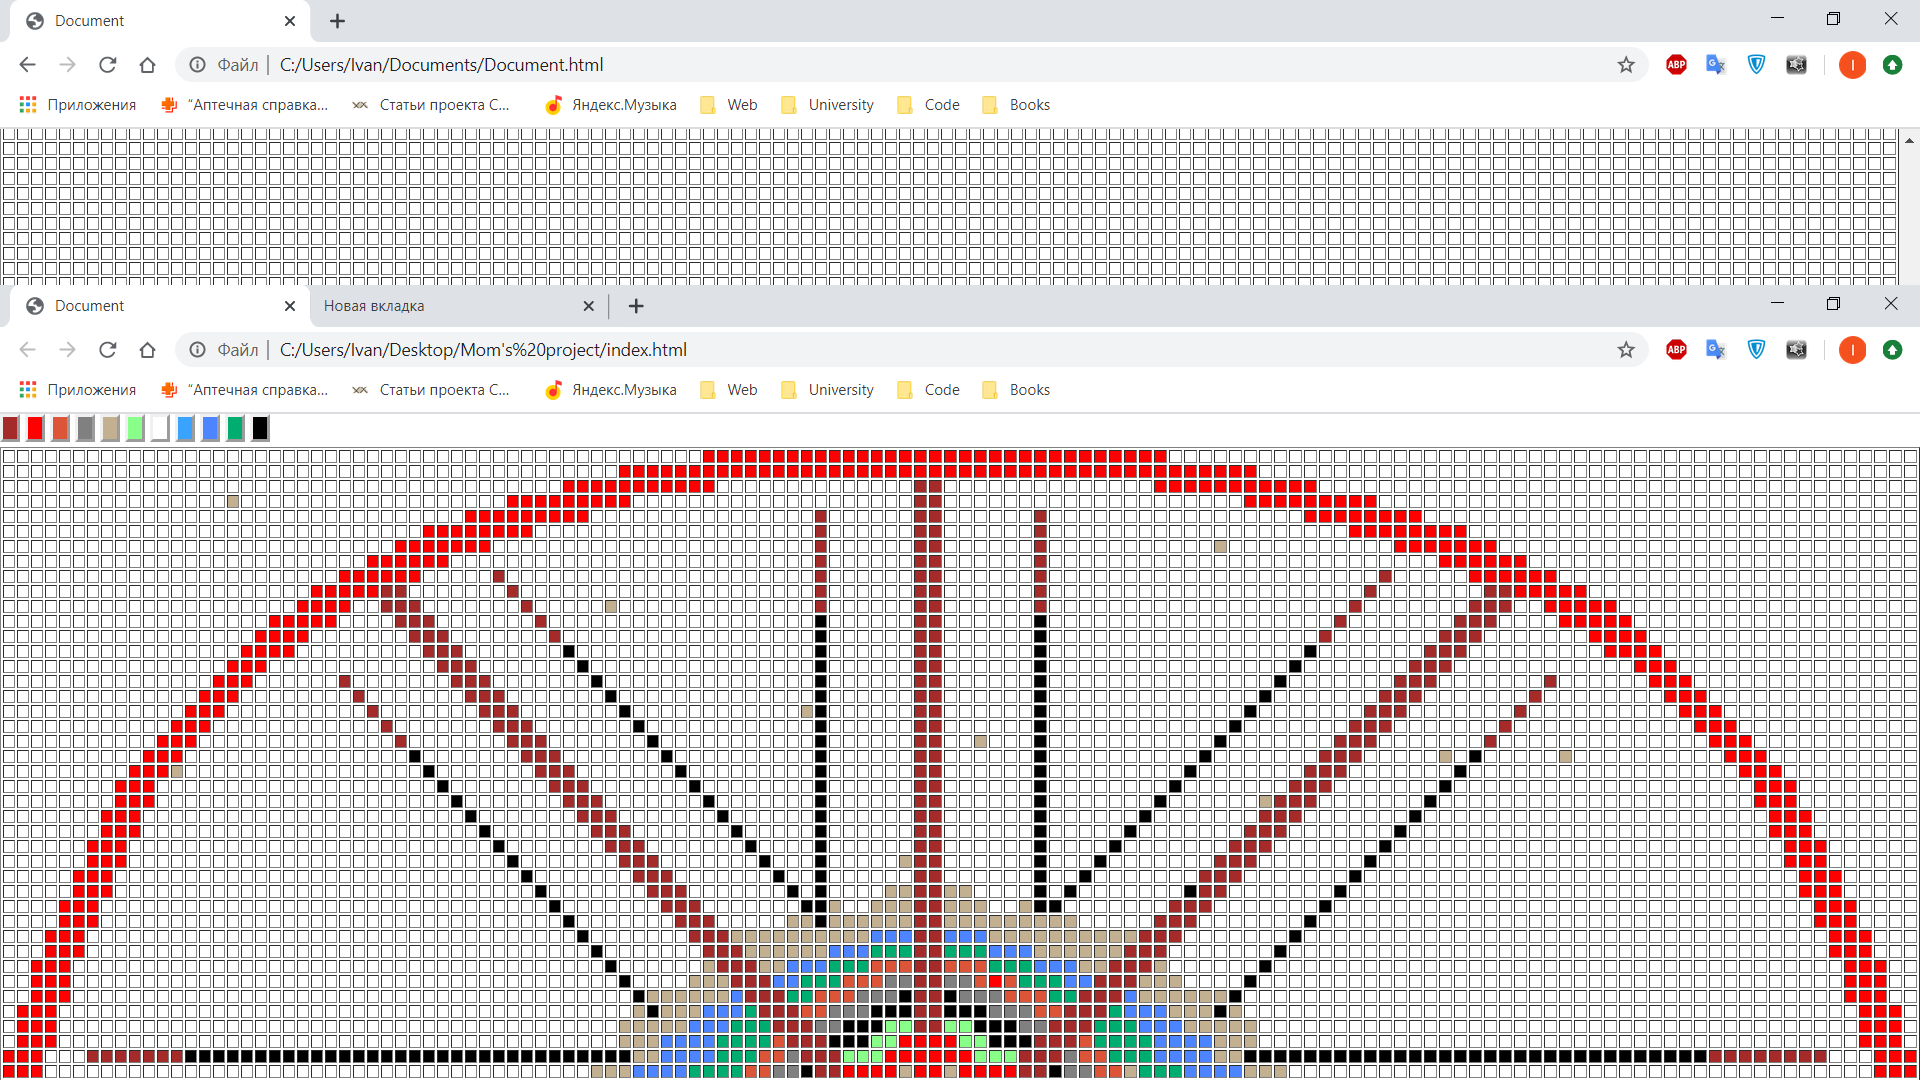 Document
Файл | C:/Users/Ivan/Documents/Document.html
ABP
I
Приложения "Аптечная справка... Статьи проекта С... Яндекс.Музыка Web University Code Books
Document Новая вкладка
Файл | C:/Users/Ivan/Desktop/Mom's%20project/index.html
ABP
I
Приложения "Аптечная справка... Статьи проекта С... Яндекс.Музыка Web University Code Books